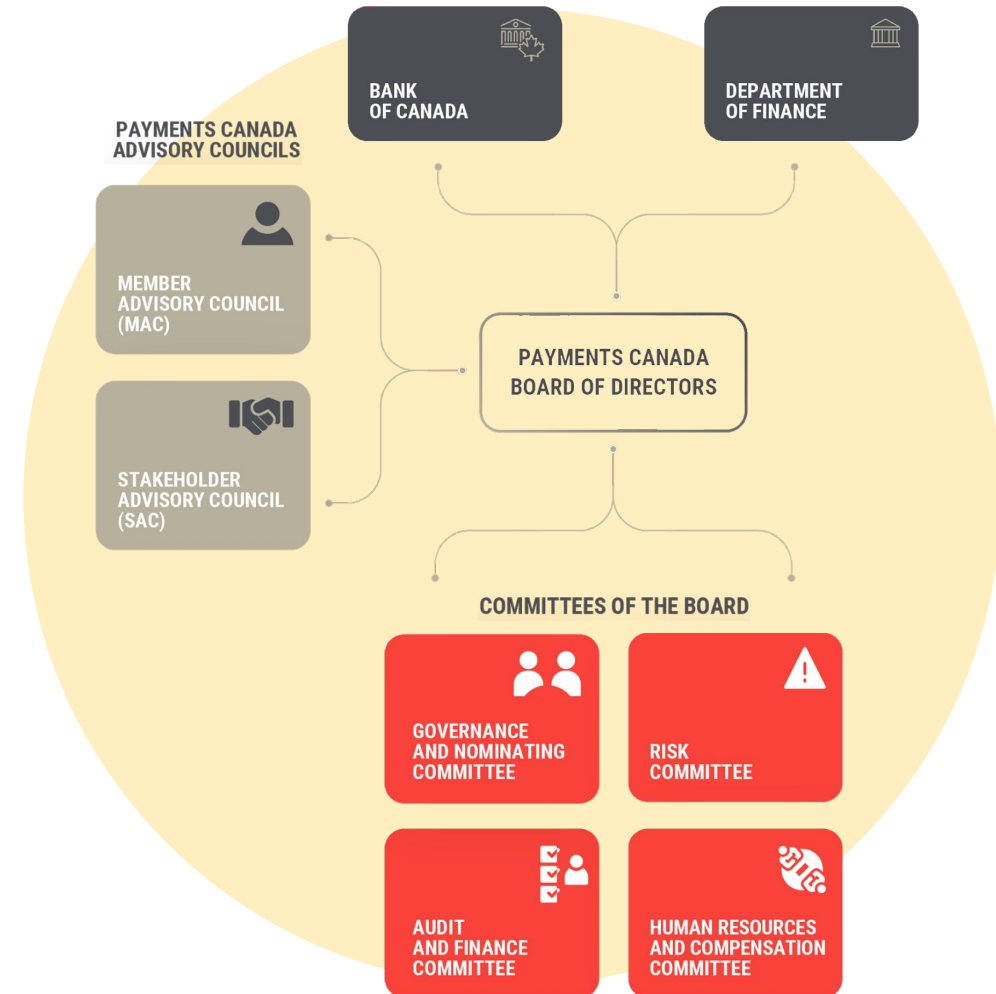 BANK
OF CANADA
DEPARTMENT
OF FINANCE
PAYMENTS CANADA
ADVISORY COUNCILS
MEMBER
ADVISORY COUNCIL
(MAC)
STAKEHOLDER
ADVISORY COUNCIL
(SAC)
PAYMENTS CANADA
BOARD OF DIRECTORS
COMMITTEES OF THE BOARD
GOVERNANCE
AND NOMINATING
COMMITTEE
RISK
COMMITTEE
AUDIT
AND FINANCE
COMMITTEE
HUMAN RESOURCES
AND COMPENSATION
COMMITTEE